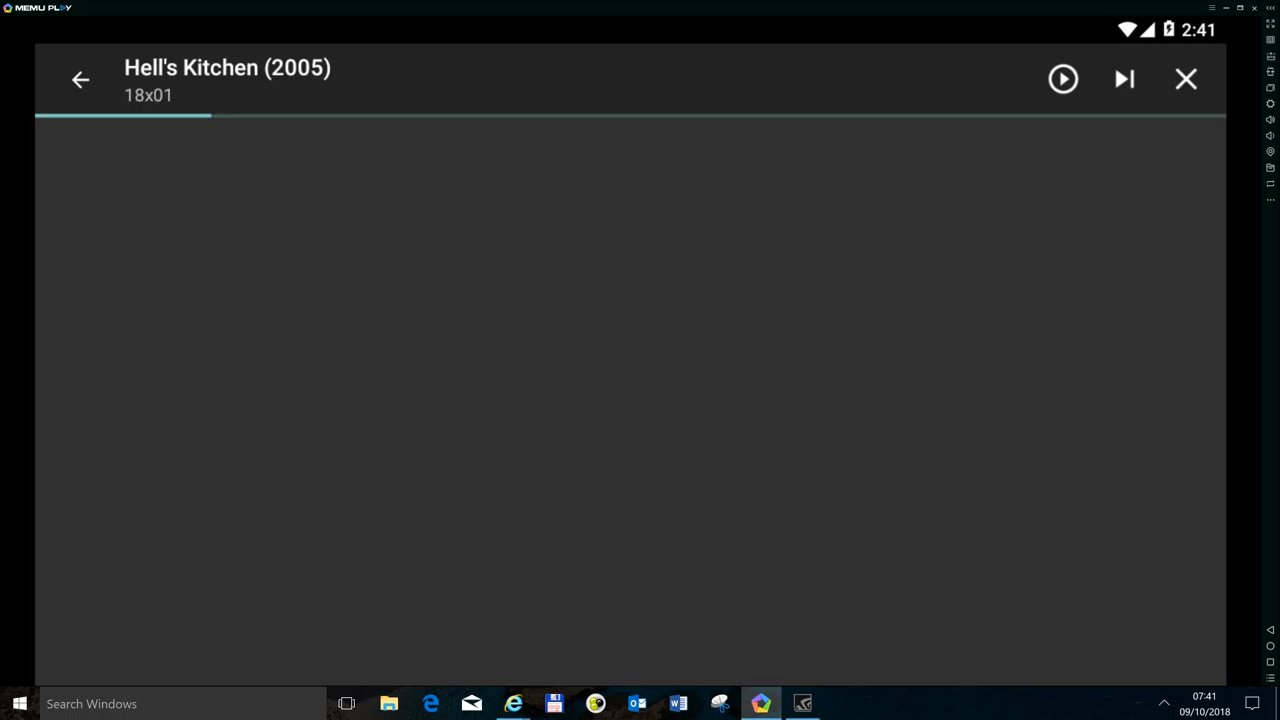 MEMU PLAY
2:41
Hell's Kitchen (2005)
18x01
Search Windows
07:41
09/10/2018